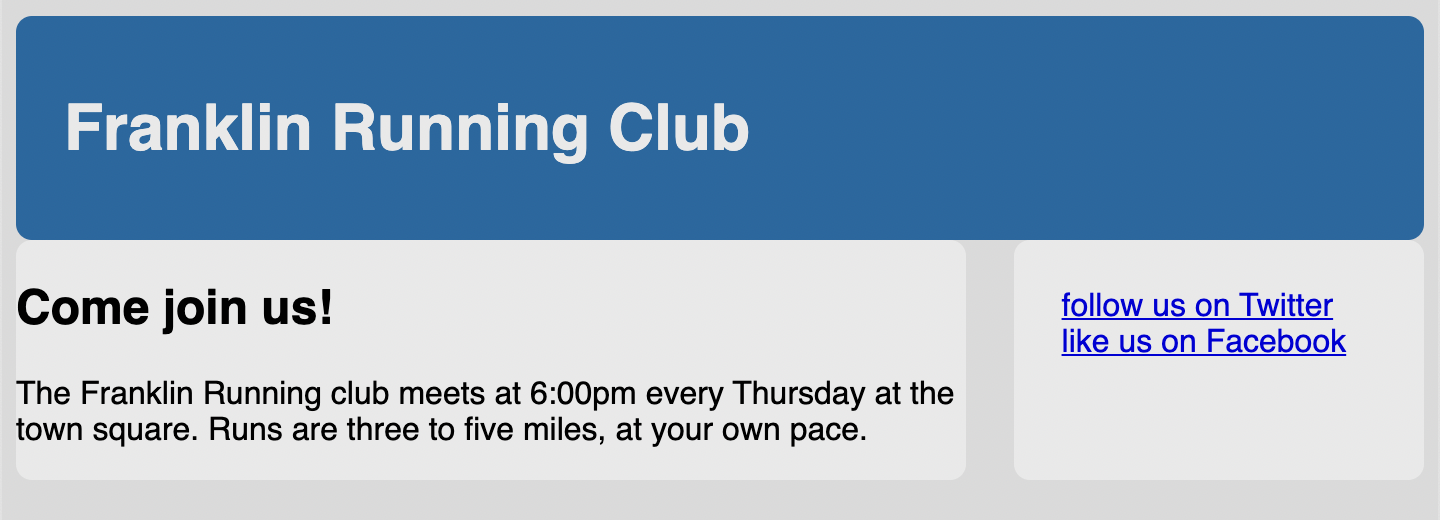 Franklin Running Club
Come join us!
The Franklin Running club meets at 6:00pm every Thursday at the
town square. Runs are three to five miles, at your own pace.
follow us on Twitter
like us on Facebook